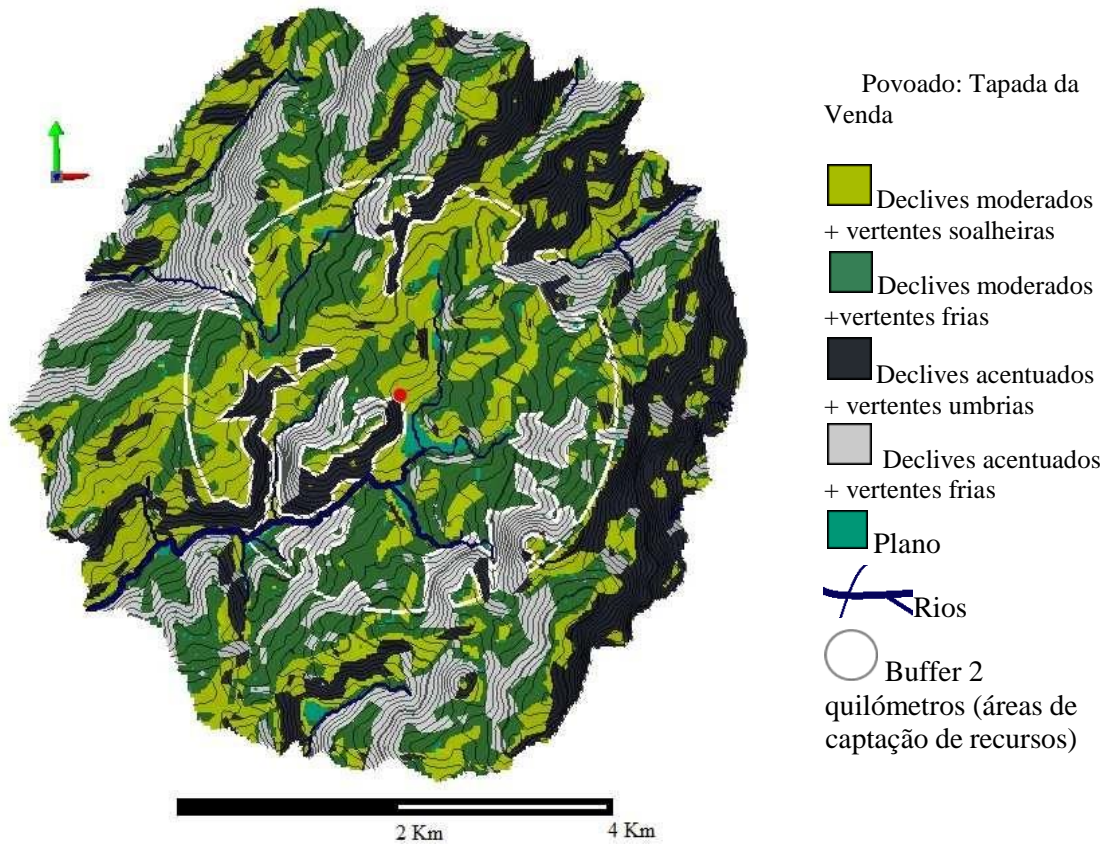 Povoado: Tapada da
Venda
Declives moderados
+ vertentes soalheiras
Declives moderados
+vertentes frias
Declives acentuados
+ vertentes umbrias
Declives acentuados
+ vertentes frias
Plano
Rios
Buffer 2
quilómetros (áreas de
captação de recursos)
2 Km
4 Km